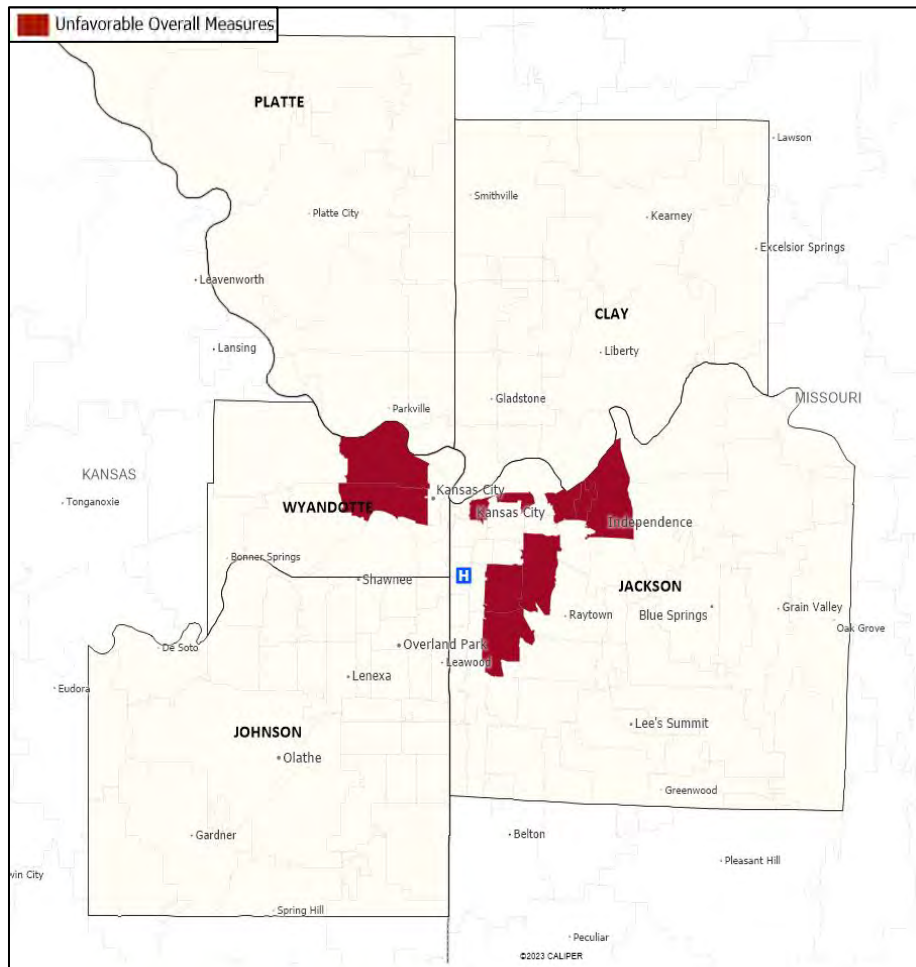 Unfavorable Overall Measures
PLATTE
Lawson
Smithville
Platte City
Kearney
Excelsior Springs
Leavenworth
CLAY
Lansing
Liberty
Parkville
Gladstone
MISSOURI
KANSAS
Kansas City
Tonganoxie
WYANDOTTE
Kansas City
Independence
Bonner Springs
Shawnee
H
JACKSON
Raytown
Blue Springs
Grain Valley
Oak Grove
De Soto
Overland Park
Leawood
Eudora
Lenexa
JOHNSON
Lee's Summit
Olathe
Greenwood
Gardner
Belton
Pleasant Hill
win City
Spring Hill
Peculiar
©2023 CALIPER